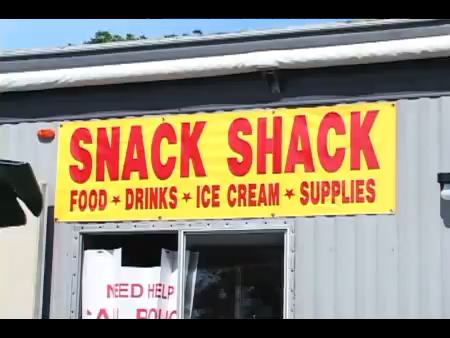 SNACK SHACK
FOOD ★ DRINKS ★ ICE CREAM ★ SUPPLIES
NEED HELP